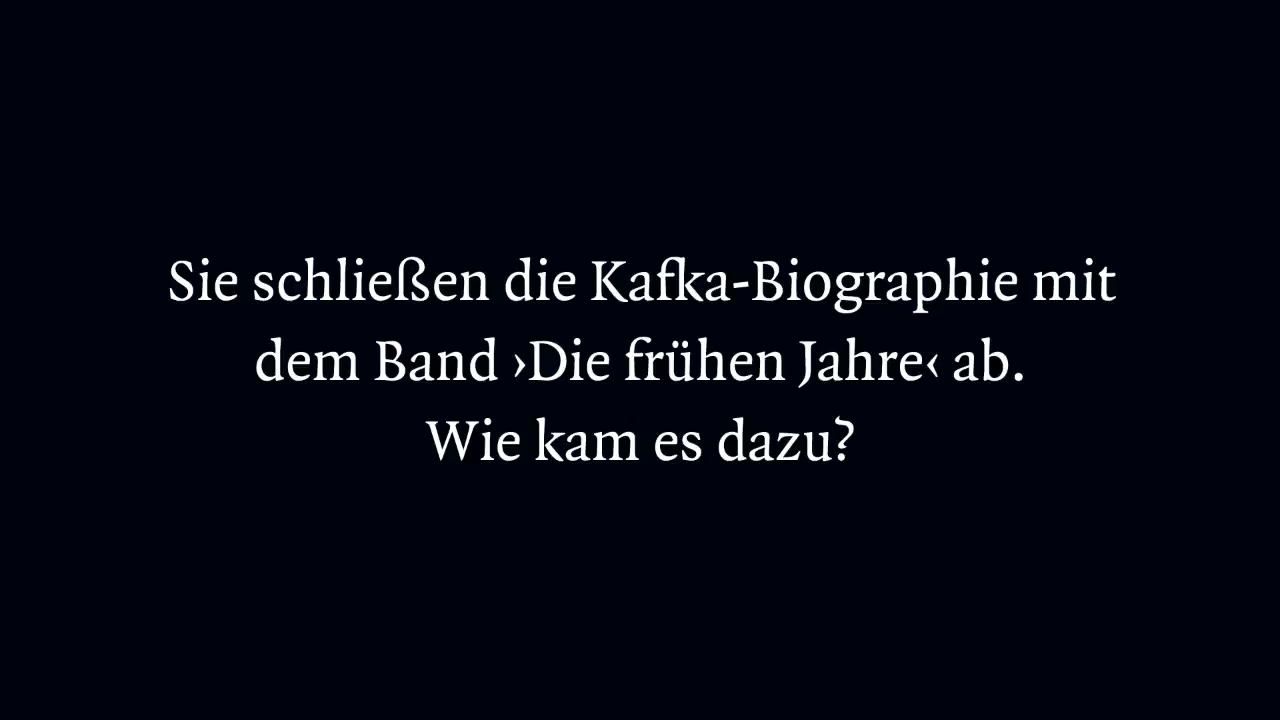 Sie schließen die Kafka-Biographie mit
dem Band ›Die frühen Jahre‹ ab.
Wie kam es dazu?